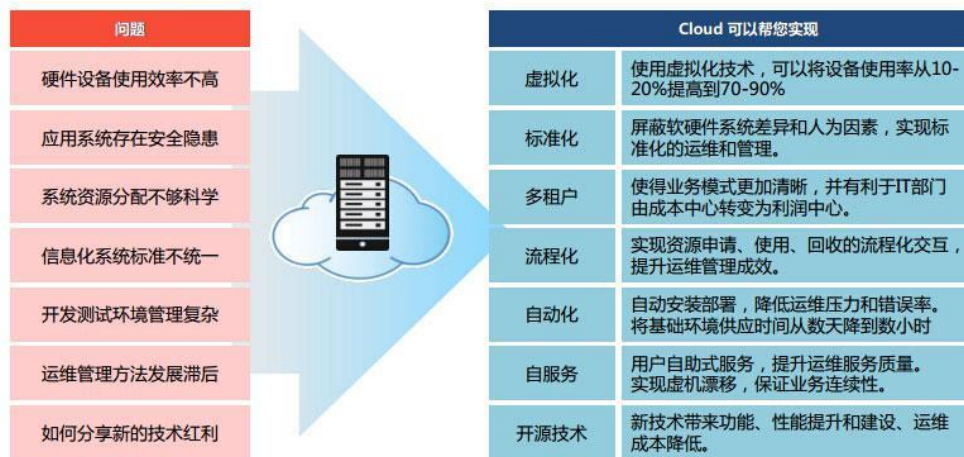 问题
硬件设备使用效率不高
应用系统存在安全隐患
系统资源分配不够科学
信息化系统标准不统一
开发测试环境管理复杂
运维管理方法发展滞后
如何分享新的技术红利
Cloud 可以帮您实现
虚拟化
使用虚拟化技术，可以将设备使用率从10-
20%提高到70-90%
标准化
屏蔽软硬件系统差异和人为因素，实现标
准化的运维和管理。
多租户
使得业务模式更加清晰，并有利于IT部门
由成本中心转变为利润中心。
流程化
实现资源申请、使用、回收的流程化交互，
提升运维管理成效。
自动化
自动安装部署，降低运维压力和错误率。
将基础环境供应时间从数天降到数小时
自服务
用户自助式服务，提升运维服务质量。
实现虚机漂移，保证业务连续性。
开源技术
新技术带来功能、性能提升和建设、运维
成本降低。